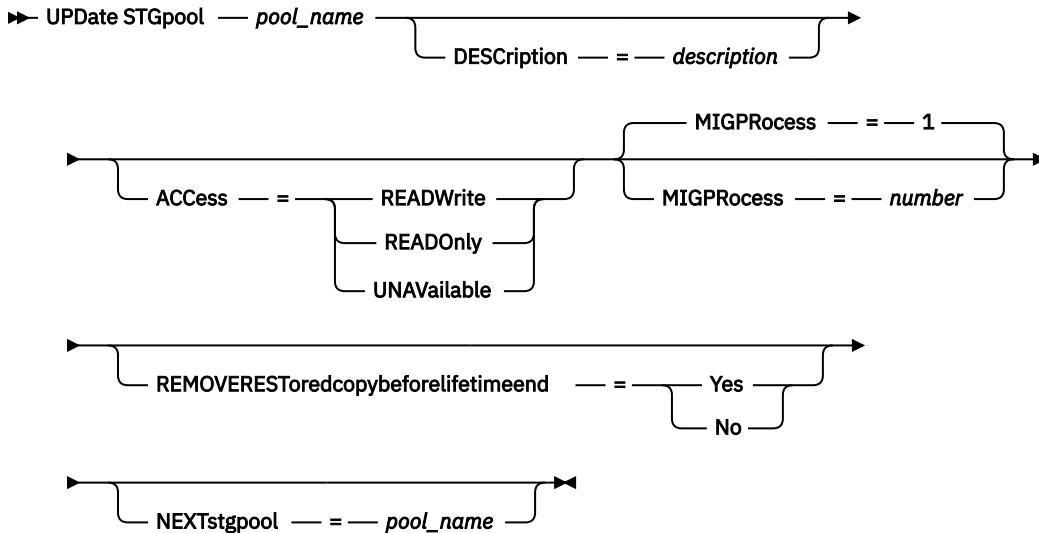 UPDate STGpool — pool_name
DESCription — = — description
MIGPRocess — = — 1
ACCess — = — READWrite
MIGPRocess — = — number
READOnly
UNAVailable
REMOVERESToredcopybeforelifetimeend — = — Yes
No
NEXTstgpool — = — pool_name